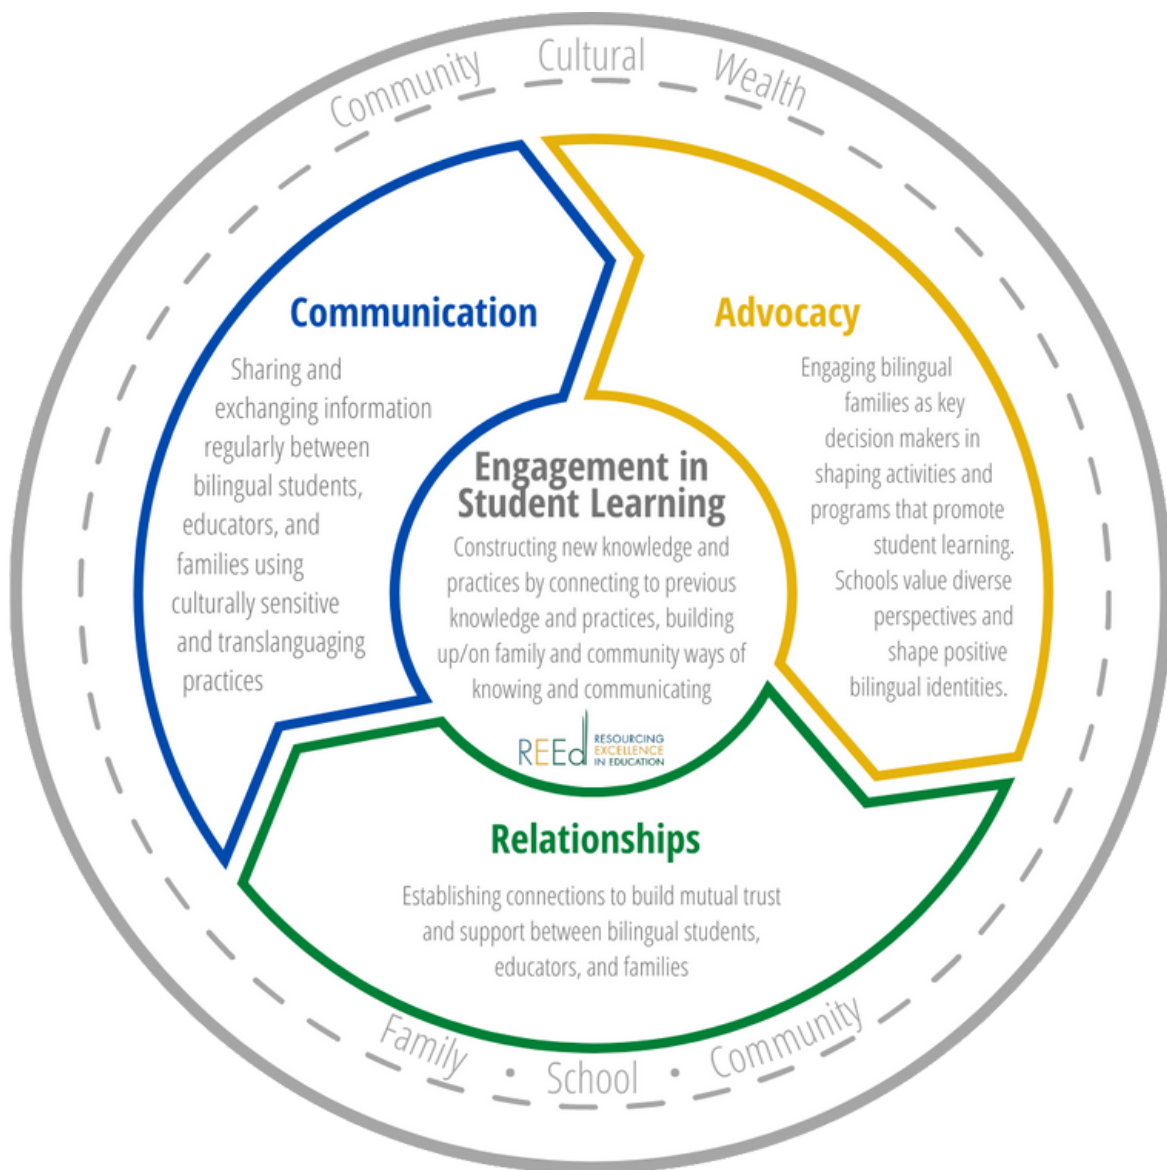 Community Cultural Wealth
Communication
Sharing and
exchanging information
regularly between
bilingual students,
educators, and
families using
culturally sensitive
and translanguaging
practices
Advocacy
Engaging bilingual
families as key
decision makers in
shaping activities and
programs that promote
student learning.
Schools value diverse
perspectives and
shape positive
bilingual identities.
Engagement in
Student Learning
Constructing new knowledge and
practices by connecting to previous
knowledge and practices, building
up/on family and community ways of
knowing and communicating
REEd
RESOURCING
EXCELLENCE
IN EDUCATION
Relationships
Establishing connections to build mutual trust
and support between bilingual students,
educators, and families
Family • School • Community